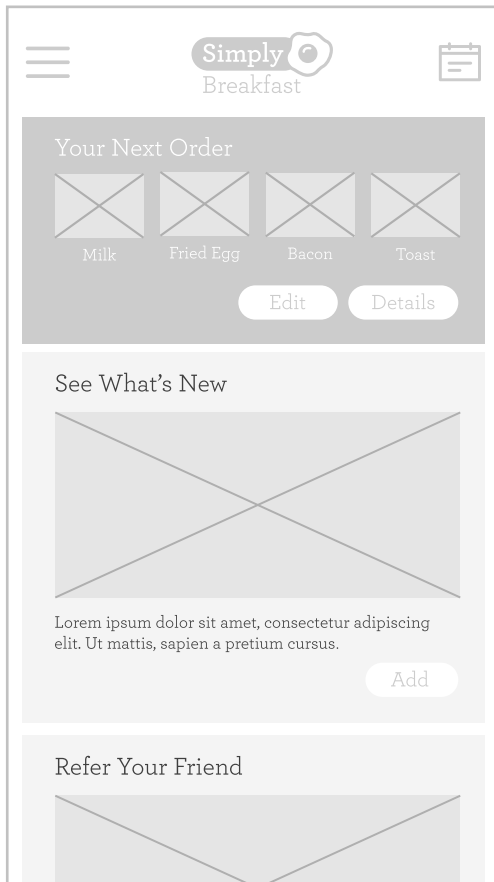 Simply
Breakfast
Your Next Order
Milk
Fried Egg
Bacon
Toast
Edit
Details
See What’s New
Lorem ipsum dolor sit amet, consectetur adipiscing
elit. Ut mattis, sapien a pretium cursus.
Add
Refer Your Friend